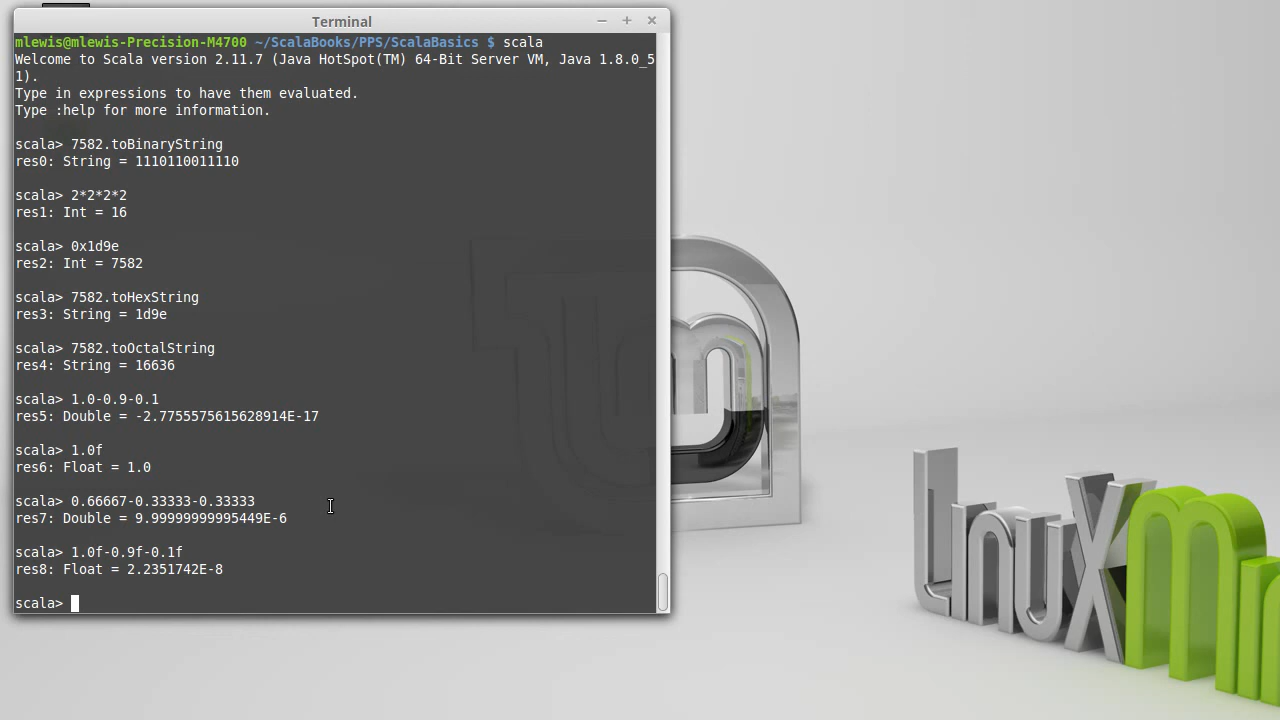 Terminal
mlewis@mlewis-Precision-M4700 ~/ScalaBooks/PPS/ScalaBasics $ scala
Welcome to Scala version 2.11.7 (Java HotSpot(TM) 64-Bit Server VM, Java 1.8.0_5
1).
Type in expressions to have them evaluated.
Type :help for more information.
scala> 7582.toBinaryString
res0: String = 1110110011110
scala> 2*2*2*2
res1: Int = 16
scala> 0x1d9e
res2: Int = 7582
scala> 7582.toHexString
res3: String = 1d9e
scala> 7582.toOctalString
res4: String = 16636
scala> 1.0-0.9-0.1
res5: Double = -2.7755575615628914E-17
scala> 1.0f
res6: Float = 1.0
scala> 0.66667-0.33333-0.33333
res7: Double = 9.99999999995449E-6
scala> 1.0f-0.9f-0.1f
res8: Float = 2.2351742E-8
scala>
LinuxMin